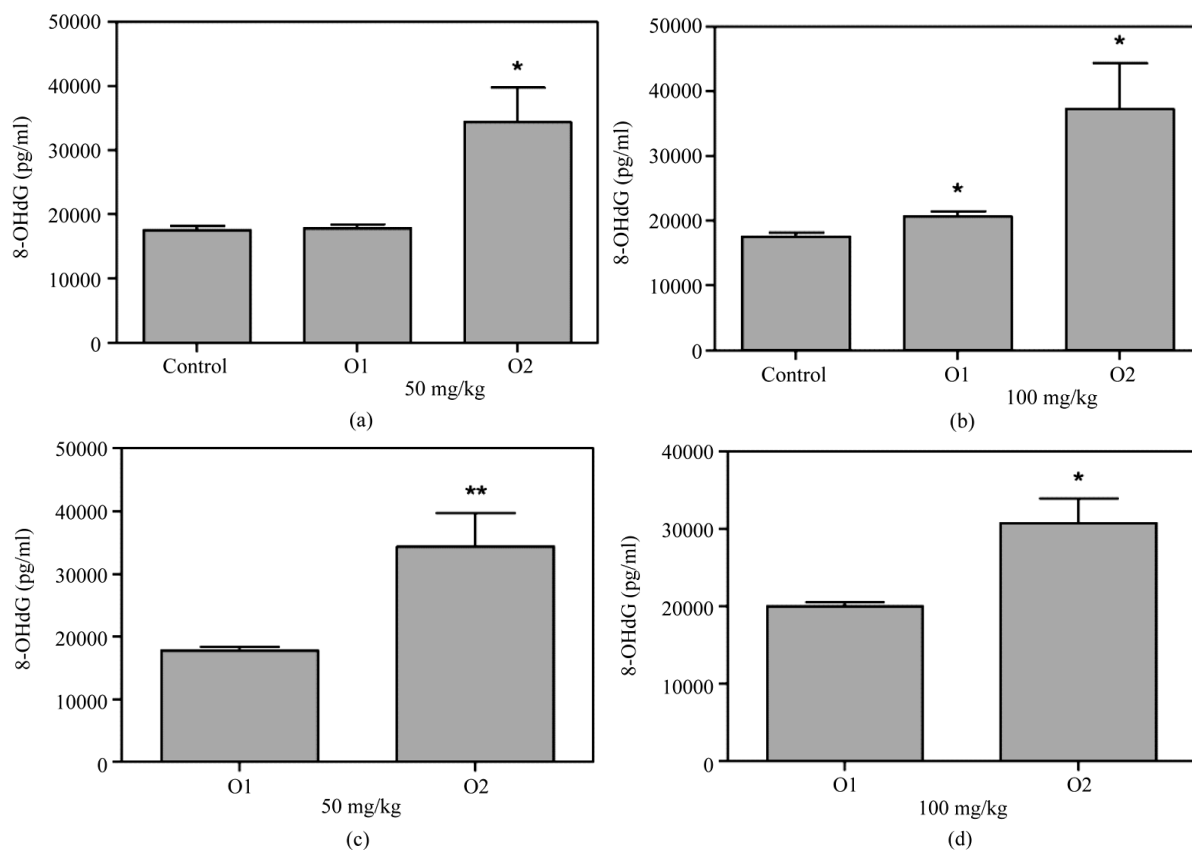 50000
40000
30000
20000
10000
0
8-OHdG (pg/ml)
*
Control O1 O2
50 mg/kg
(a)
50000
40000
30000
20000
10000
0
8-OHdG (pg/ml)
*
*
Control O1 O2
100 mg/kg
(b)
50000
40000
30000
20000
10000
0
8-OHdG (pg/ml)
**
O1 O2
50 mg/kg
(c)
40000
30000
20000
10000
0
8-OHdG (pg/ml)
*
O1 O2
100 mg/kg
(d)